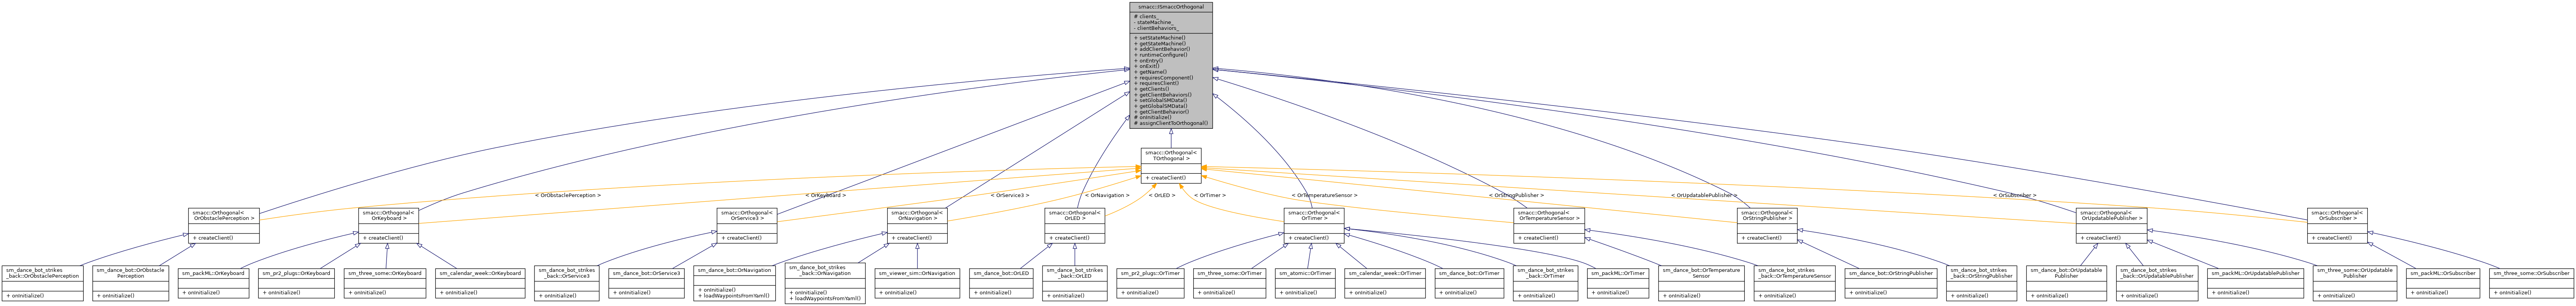 smacc::ISmaccOrthogonal
# clients_
- stateMachine_
- clientBehaviors_
+ setStateMachine()
+ getStateMachine()
+ addClientBehavior()
+ runtimeConfigure()
+ onEntry()
+ onExit()
+ getName()
+ requiresComponent()
+ requiresClient()
+ getClients()
+ getClientBehaviors()
+ setGlobalSMData()
+ getGlobalSMData()
+ getClientBehavior()
# onInitialize()
# assignClientToOrthogonal()
smacc::Orthogonal<
TOrthogonal >
+ createClient()
< OrObstaclePerception >
< OrKeyboard >
< OrService3 >
< OrNavigation >
< OrLED >
< OrTimer >
< OrTemperatureSensor >
< OrStringPublisher >
< OrUpdatablePublisher >
< OrSubscriber >
smacc::Orthogonal<
OrObstaclePerception >
+ createClient()
smacc::Orthogonal<
OrKeyboard >
+ createClient()
smacc::Orthogonal<
OrService3 >
+ createClient()
smacc::Orthogonal<
OrNavigation >
+ createClient()
smacc::Orthogonal<
OrLED >
+ createClient()
smacc::Orthogonal<
OrTimer >
+ createClient()
smacc::Orthogonal<
OrTemperatureSensor >
+ createClient()
smacc::Orthogonal<
OrStringPublisher >
+ createClient()
smacc::Orthogonal<
OrUpdatablePublisher >
+ createClient()
smacc::Orthogonal<
OrSubscriber >
+ createClient()
sm_dance_bot_strikes
_back::OrObstaclePerception
+ onInitialize()
sm_dance_bot::OrObstacle
Perception
+ onInitialize()
sm_packML::OrKeyboard
+ onInitialize()
sm_pr2_plugs::OrKeyboard
+ onInitialize()
sm_three_some::OrKeyboard
+ onInitialize()
sm_calendar_week::OrKeyboard
+ onInitialize()
sm_dance_bot_strikes
_back::OrService3
+ onInitialize()
sm_dance_bot::OrService3
+ onInitialize()
sm_dance_bot::OrNavigation
+ onInitialize()
+ loadWaypointsFromYaml()
sm_dance_bot_strikes
_back::OrNavigation
+ onInitialize()
+ loadWaypointsFromYaml()
sm_viewer_sim::OrNavigation
+ onInitialize()
sm_dance_bot::OrLED
+ onInitialize()
sm_dance_bot_strikes
_back::OrLED
+ onInitialize()
sm_pr2_plugs::OrTimer
+ onInitialize()
sm_three_some::OrTimer
+ onInitialize()
sm_atomic::OrTimer
+ onInitialize()
sm_calendar_week::OrTimer
+ onInitialize()
sm_dance_bot::OrTimer
+ onInitialize()
sm_dance_bot_strikes
_back::OrTimer
+ onInitialize()
sm_packML::OrTimer
+ onInitialize()
sm_dance_bot::OrTemperature
Sensor
+ onInitialize()
sm_dance_bot_strikes
_back::OrTemperatureSensor
+ onInitialize()
sm_dance_bot::OrStringPublisher
+ onInitialize()
sm_dance_bot_strikes
_back::OrStringPublisher
+ onInitialize()
sm_dance_bot::OrUpdatable
Publisher
+ onInitialize()
sm_dance_bot_strikes
_back::OrUpdatablePublisher
+ onInitialize()
sm_packML::OrUpdatablePublisher
+ onInitialize()
sm_three_some::OrUpdatable
Publisher
+ onInitialize()
sm_packML::OrSubscriber
+ onInitialize()
sm_three_some::OrSubscriber
+ onInitialize()